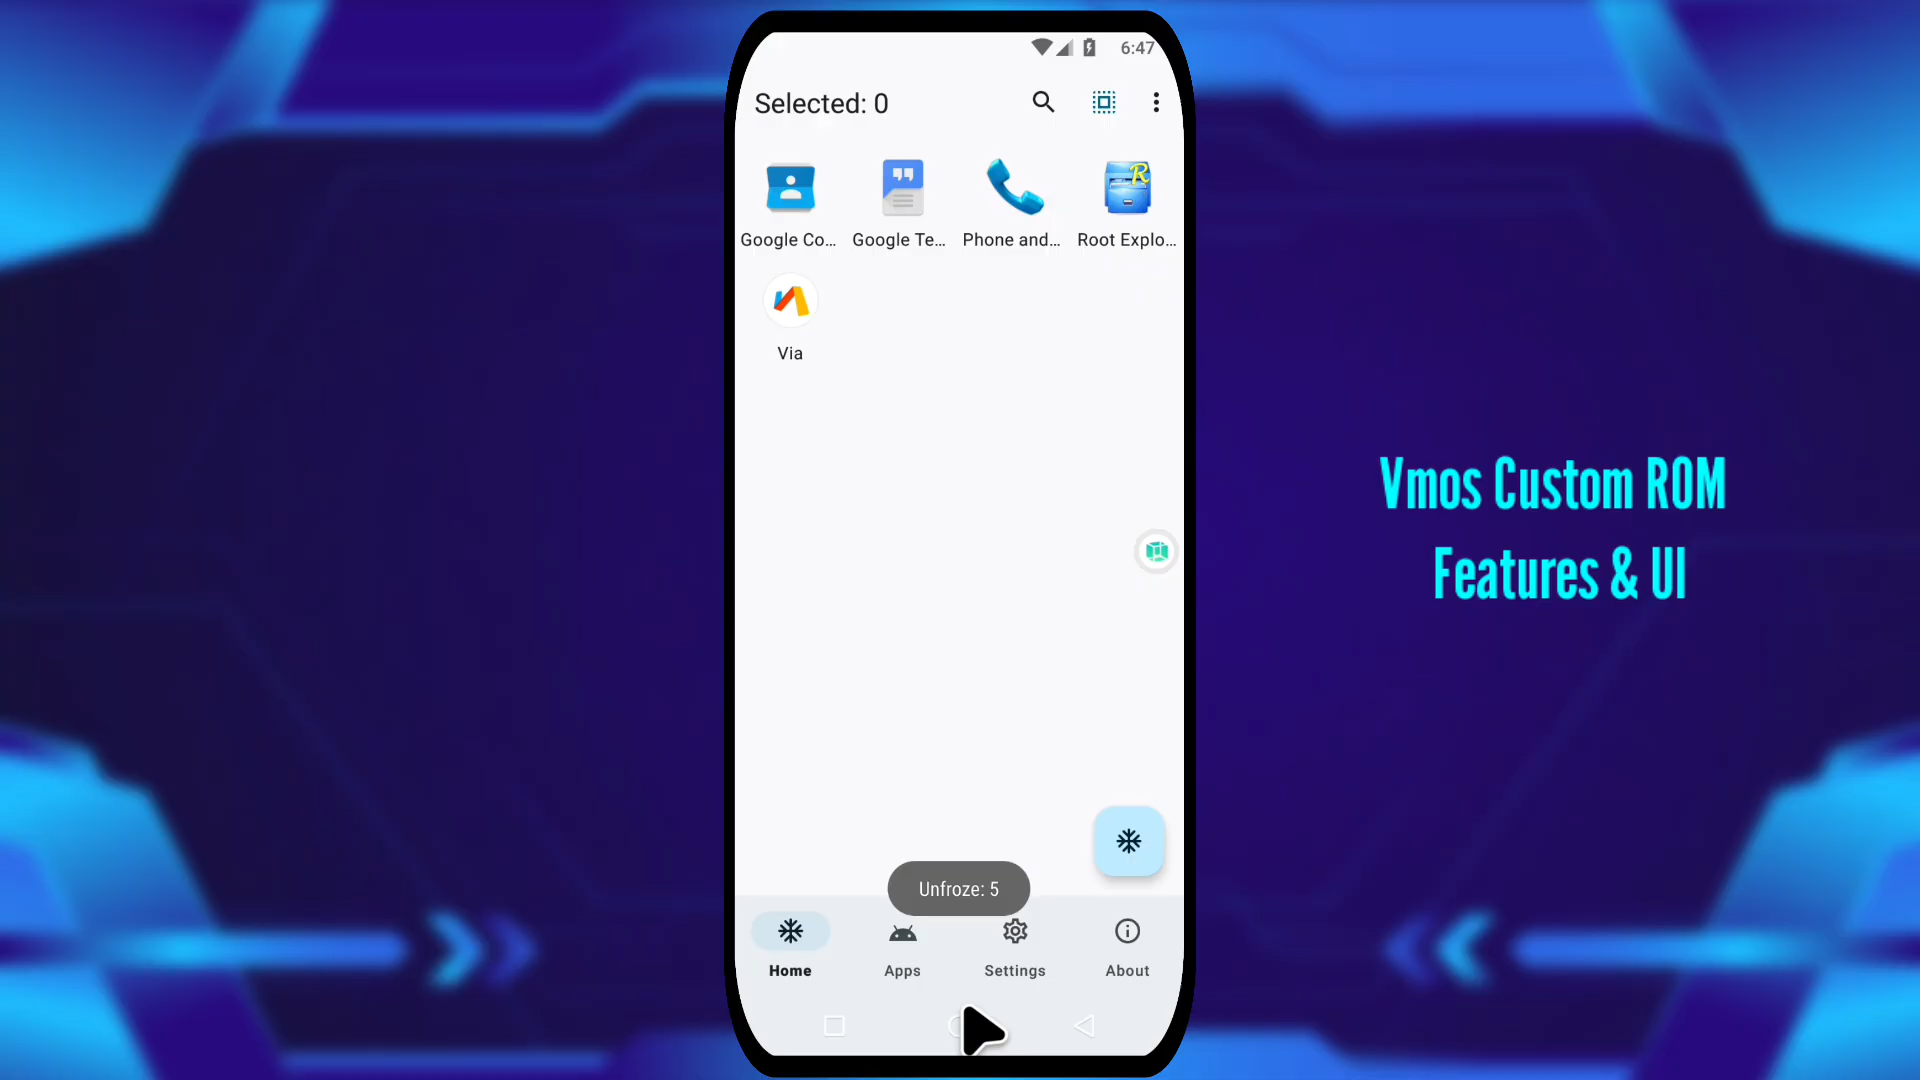 6:47
Selected: 0
Google Co... Google Te... Phone and... Root Explo...
Via
Vmos Custom ROM
Features & UI
Unfroze: 5
Home Apps Settings About